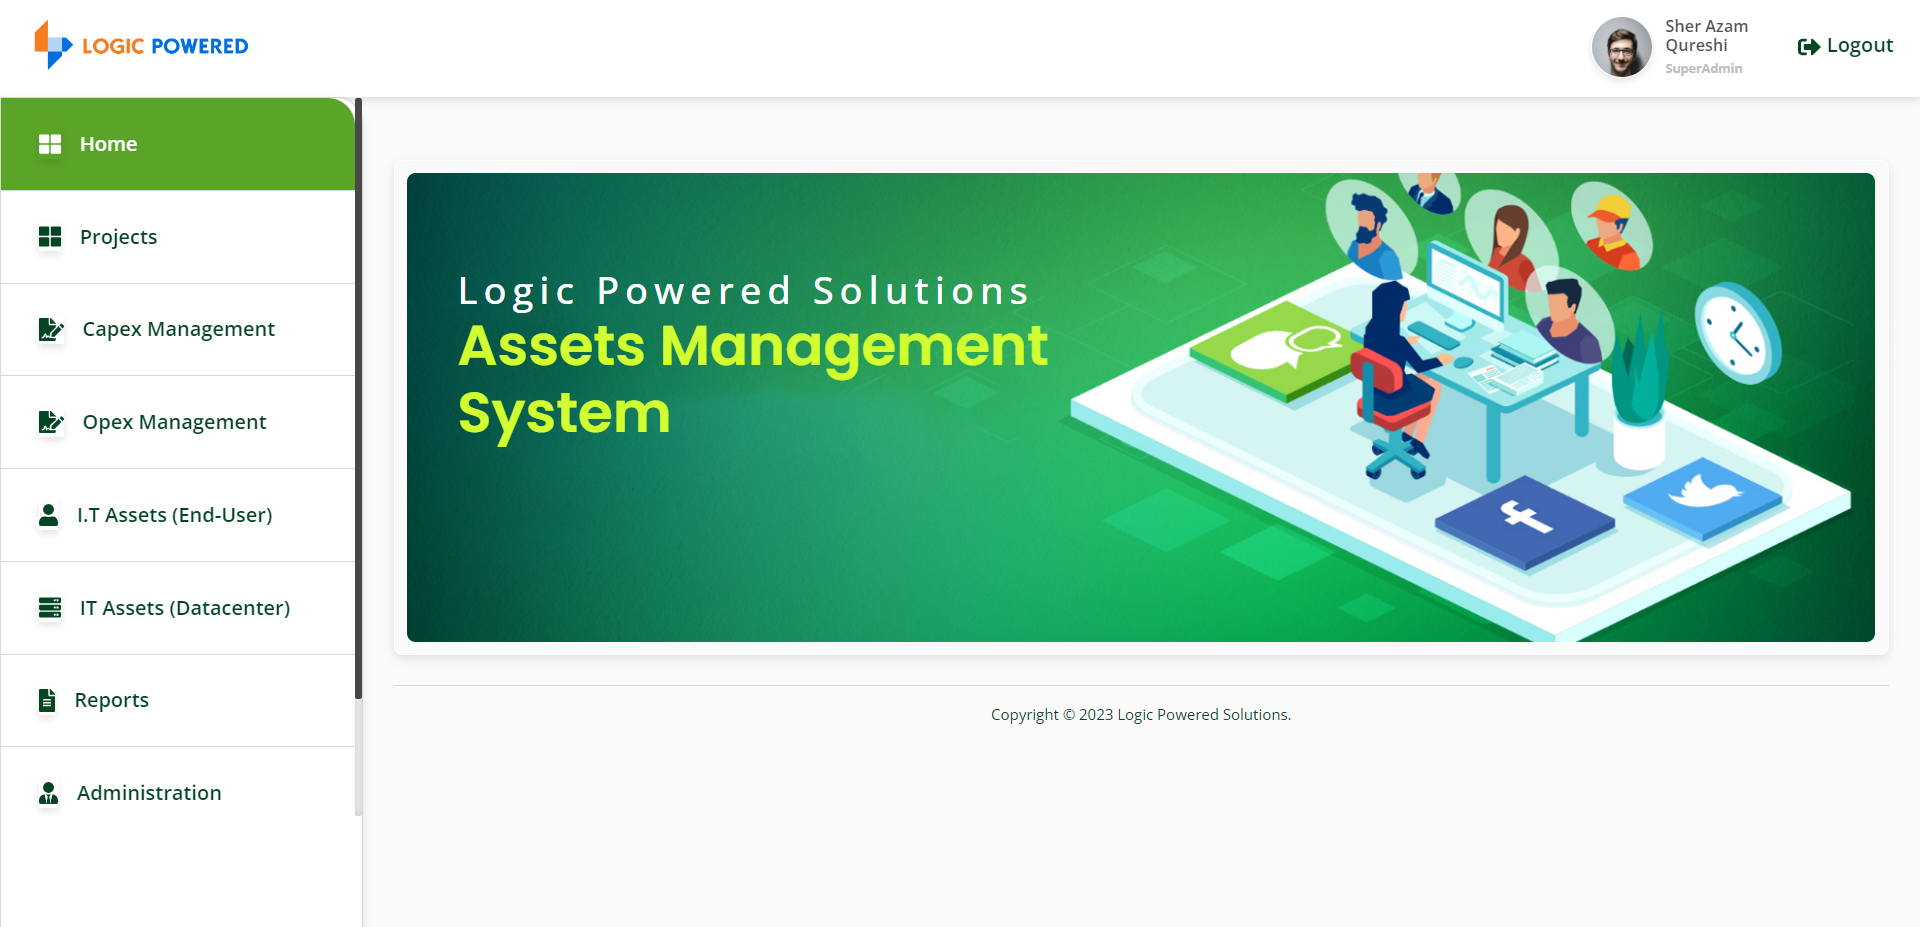 LOGIC POWERED
Sher Azam
Qureshi
SuperAdmin
Logout
Home
Projects
Capex Management
Opex Management
I.T Assets (End-User)
IT Assets (Datacenter)
Reports
Administration
Logic Powered Solutions
Assets Management
System
Copyright © 2023 Logic Powered Solutions.